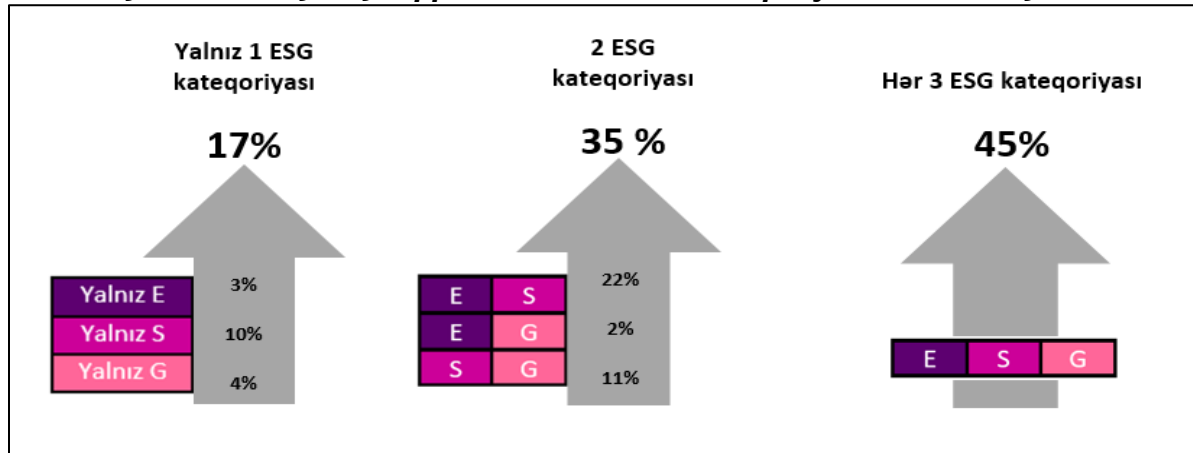 Yalnız 1 ESG
kateqoriyası
17%
Yalnız E 3%
Yalnız S 10%
Yalnız G 4%
2 ESG
kateqoriyası
35 %
E S 22%
E G 2%
S G 11%
Hər 3 ESG kateqoriyası
45%
E S G